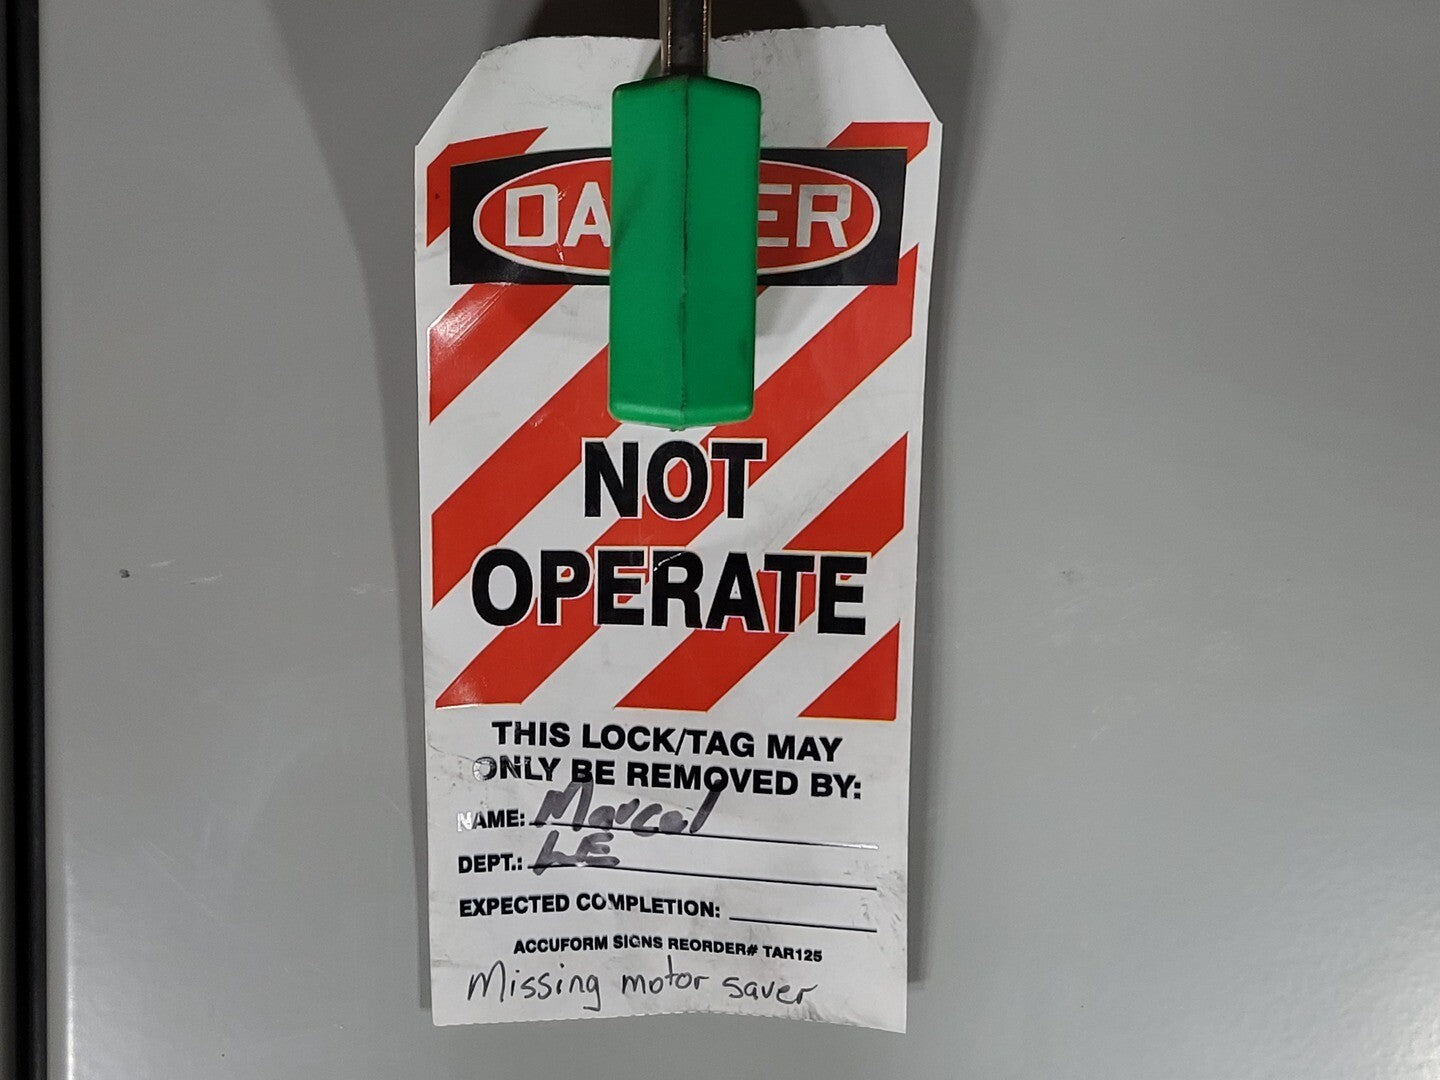 DA ER
NOT
OPERATE
THIS LOCK/TAG MAY
ONLY BE REMOVED BY:
NAME: Marcel
DEPT.: LE
EXPECTED COMPLETION:
ACCUFORM SIGNS REORDER# TAR125
Missing motor saver